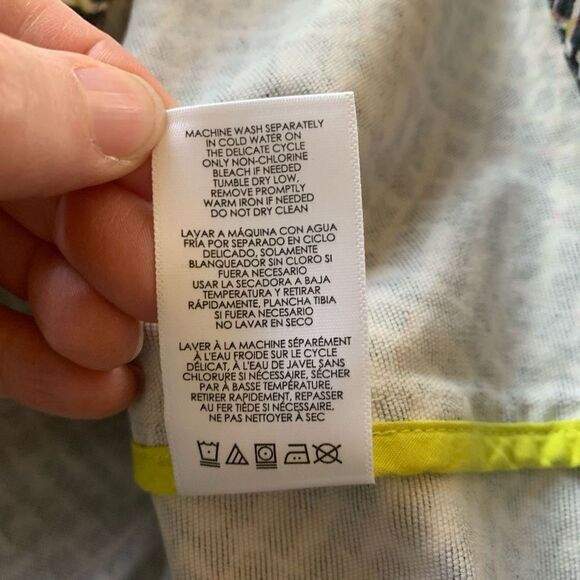 MACHINE WASH SEPARATELY
IN COLD WATER ON
THE DELICATE CYCLE
ONLY NON-CHLORINE
BLEACH IF NEEDED
TUMBLE DRY LOW,
REMOVE PROMPTLY
WARM IRON IF NEEDED
DO NOT DRY CLEAN
LAVAR A MÁQUINA CON AGUA
FRÍA POR SEPARADO EN CICLO
DELICADO, SOLAMENTE
BLANQUEADOR SIN CLORO SI
FUERA NECESARIO
USAR LA SECADORA A BAJA
TEMPERATURA Y RETIRAR
RÁPIDAMENTE, PLANCHA TIBIA
SI FUERA NECESARIO
NO LAVAR EN SECO
LAVER À LA MACHINE SÉPARÉMENT
À L'EAU FROIDE SUR LE CYCLE
DÉLICAT, À L'EAU DE JAVEL SANS
CHLORURE SI NÉCESSAIRE, SÉCHER
PAR À BASSE TEMPÉRATURE,
RETIRER RAPIDEMENT, REPASSER
AU FER TIÈDE SI NÉCESSAIRE,
NE PAS NETTOYER À SEC